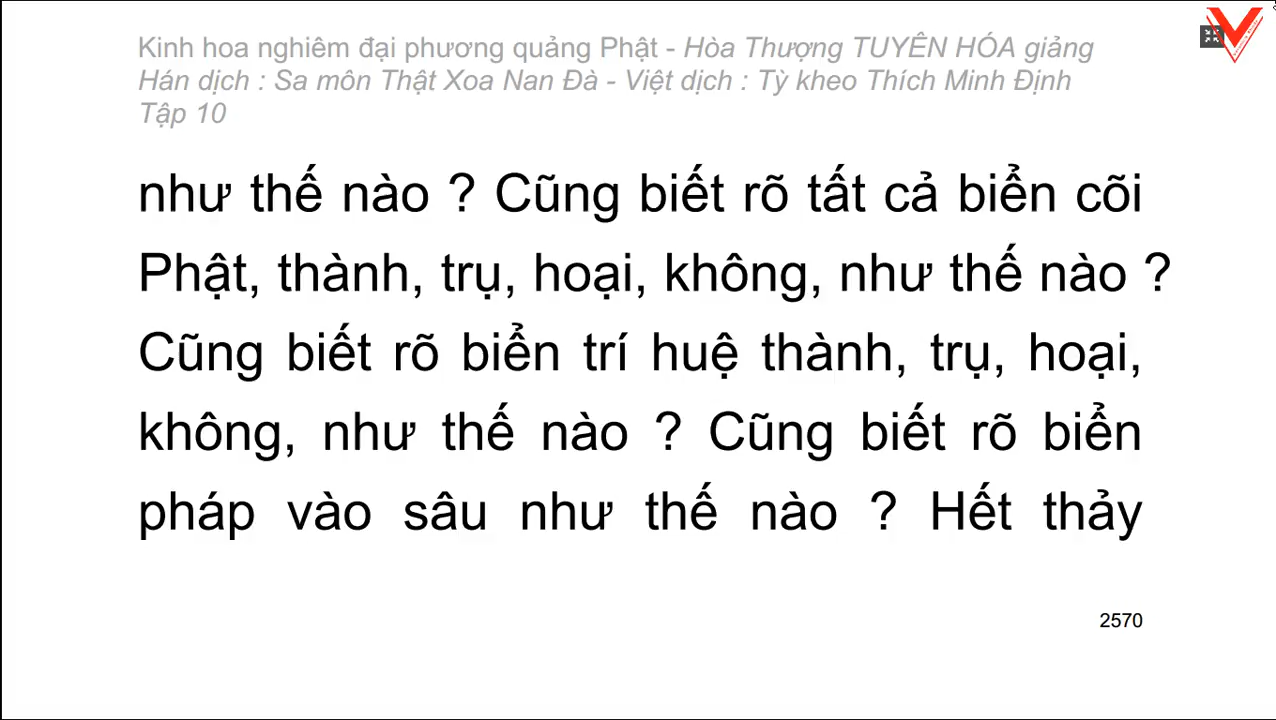 Kinh hoa nghiêm đại phương quảng Phật - Hòa Thượng TUYÊN HÓA giảng
Hán dịch : Sa môn Thật Xoa Nan Đà - Việt dịch : Tỳ kheo Thích Minh Định
Tập 10
như thế nào ? Cũng biết rõ tất cả biển cõi
Phật, thành, trụ, hoại, không, như thế nào ?
Cũng biết rõ biển trí huệ thành, trụ, hoại,
không, như thế nào ? Cũng biết rõ biển
pháp vào sâu như thế nào ? Hết thảy
2570